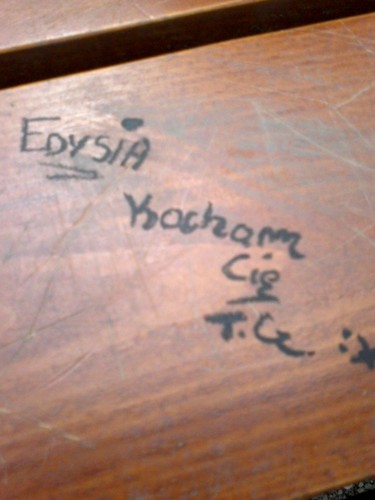 EDYSIA
Kocham
Cię
T.C. :*